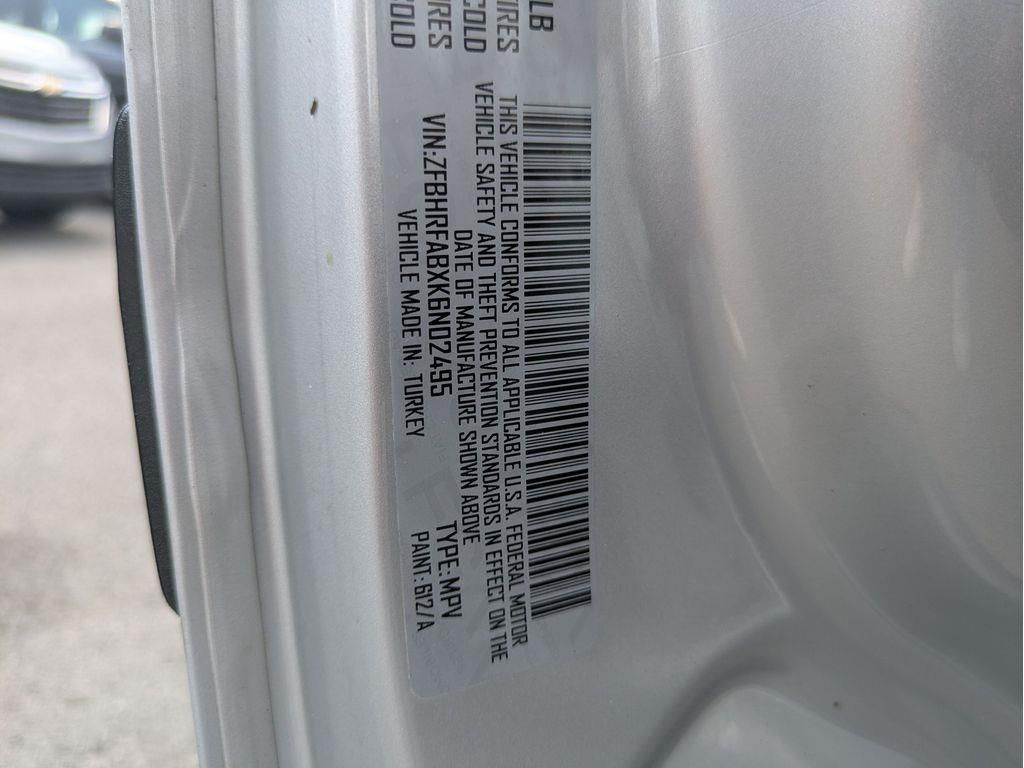 LB
IRES
COLD
IRES
COLD
THIS VEHICLE CONFORMS TO ALL APPLICABLE U.S.A. FEDERAL MOTOR
VEHICLE SAFETY AND THEFT PREVENTION STANDARDS IN EFFECT ON THE
DATE OF MANUFACTURE SHOWN ABOVE
VIN:ZFBHRFABXK6N02495 TYPE:MPV
VEHICLE MADE IN: TURKEY PAINT:612/A